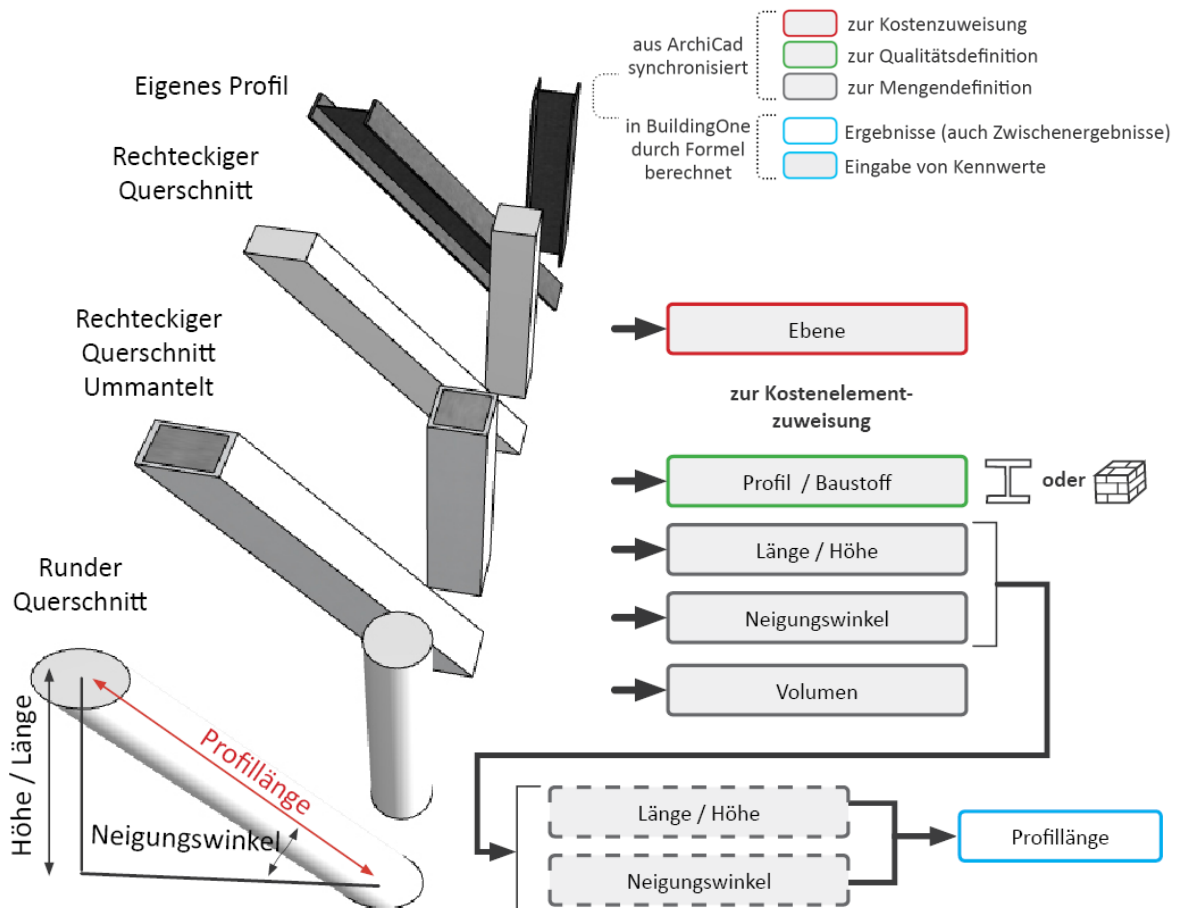 aus ArchiCad
synchronisiert
zur Kostenzuweisung
zur Qualitätsdefinition
zur Mengendefinition
in BuildingOne
durch Formel
berechnet
Ergebnisse (auch Zwischenergebnisse)
Eingabe von Kennwerte
Eigenes Profil
Rechteckiger
Querschnitt
Rechteckiger
Querschnitt
Ummantelt
Runder
Querschnitt
Höhe / Länge
Profillänge
Neigungswinkel
Ebene
zur Kostenelement-
zuweisung
Profil / Baustoff
oder
Länge / Höhe
Neigungswinkel
Volumen
Länge / Höhe
Neigungswinkel
Profillänge